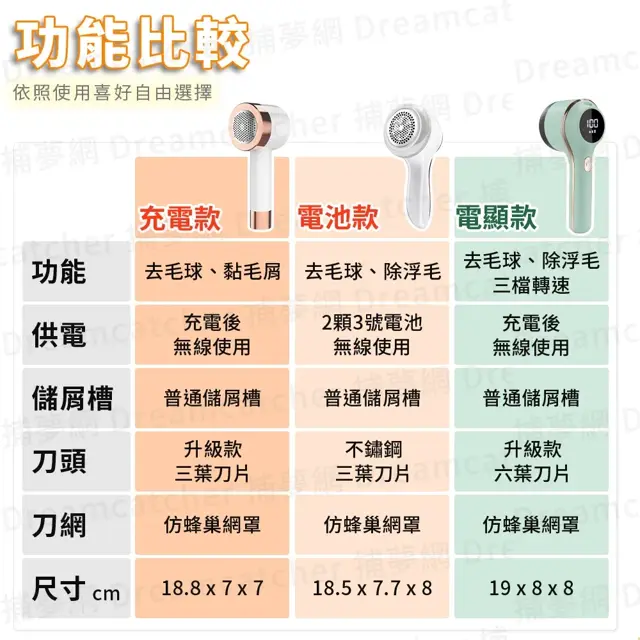 功能比較
依照使用喜好自由選擇
捕夢網 Dreamcatcher
100
充電款 電池款 電顯款
功能 去毛球、黏毛屑 去毛球、除浮毛 去毛球、除浮毛
三檔轉速
供電 充電後 2顆3號電池 充電後
無線使用 無線使用 無線使用
儲屑槽 普通儲屑槽 普通儲屑槽 普通儲屑槽
刀頭 升級款 不鏽鋼 升級款
三葉刀片 三葉刀片 六葉刀片
刀網 仿蜂巢網罩 仿蜂巢網罩 仿蜂巢網罩
尺寸 cm 18.8 x 7 x 7 18.5 x 7.7 x 8 19 x 8 x 8